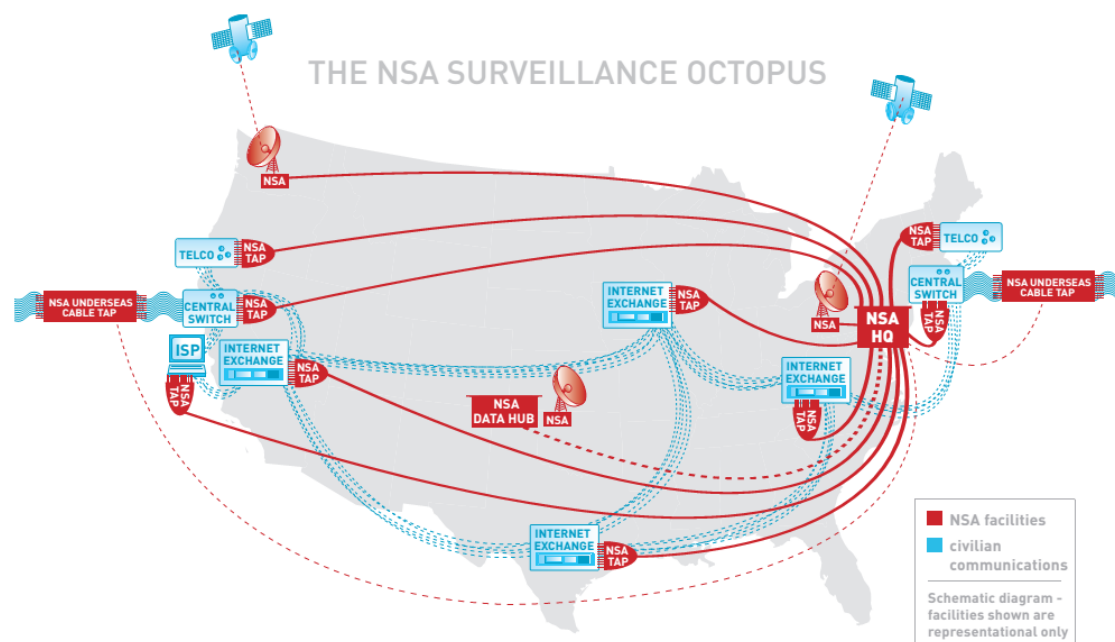 THE NSA SURVEILLANCE OCTOPUS
NSA
TELCO
NSA
TAP
NSA
TAP
TELCO
NSA UNDERSEAS
CABLE TAP
CENTRAL
SWITCH
NSA
TAP
INTERNET
EXCHANGE
NSA
TAP
NSA
NSA
HQ
CENTRAL
SWITCH
NSA
TAP
NSA UNDERSEAS
CABLE TAP
ISP
NSA
TAP
INTERNET
EXCHANGE
NSA
TAP
NSA
DATA HUB
NSA
INTERNET
EXCHANGE
NSA
TAP
INTERNET
EXCHANGE
NSA
TAP
NSA facilities
civilian
communications
Schematic diagram -
facilities shown are
representational only